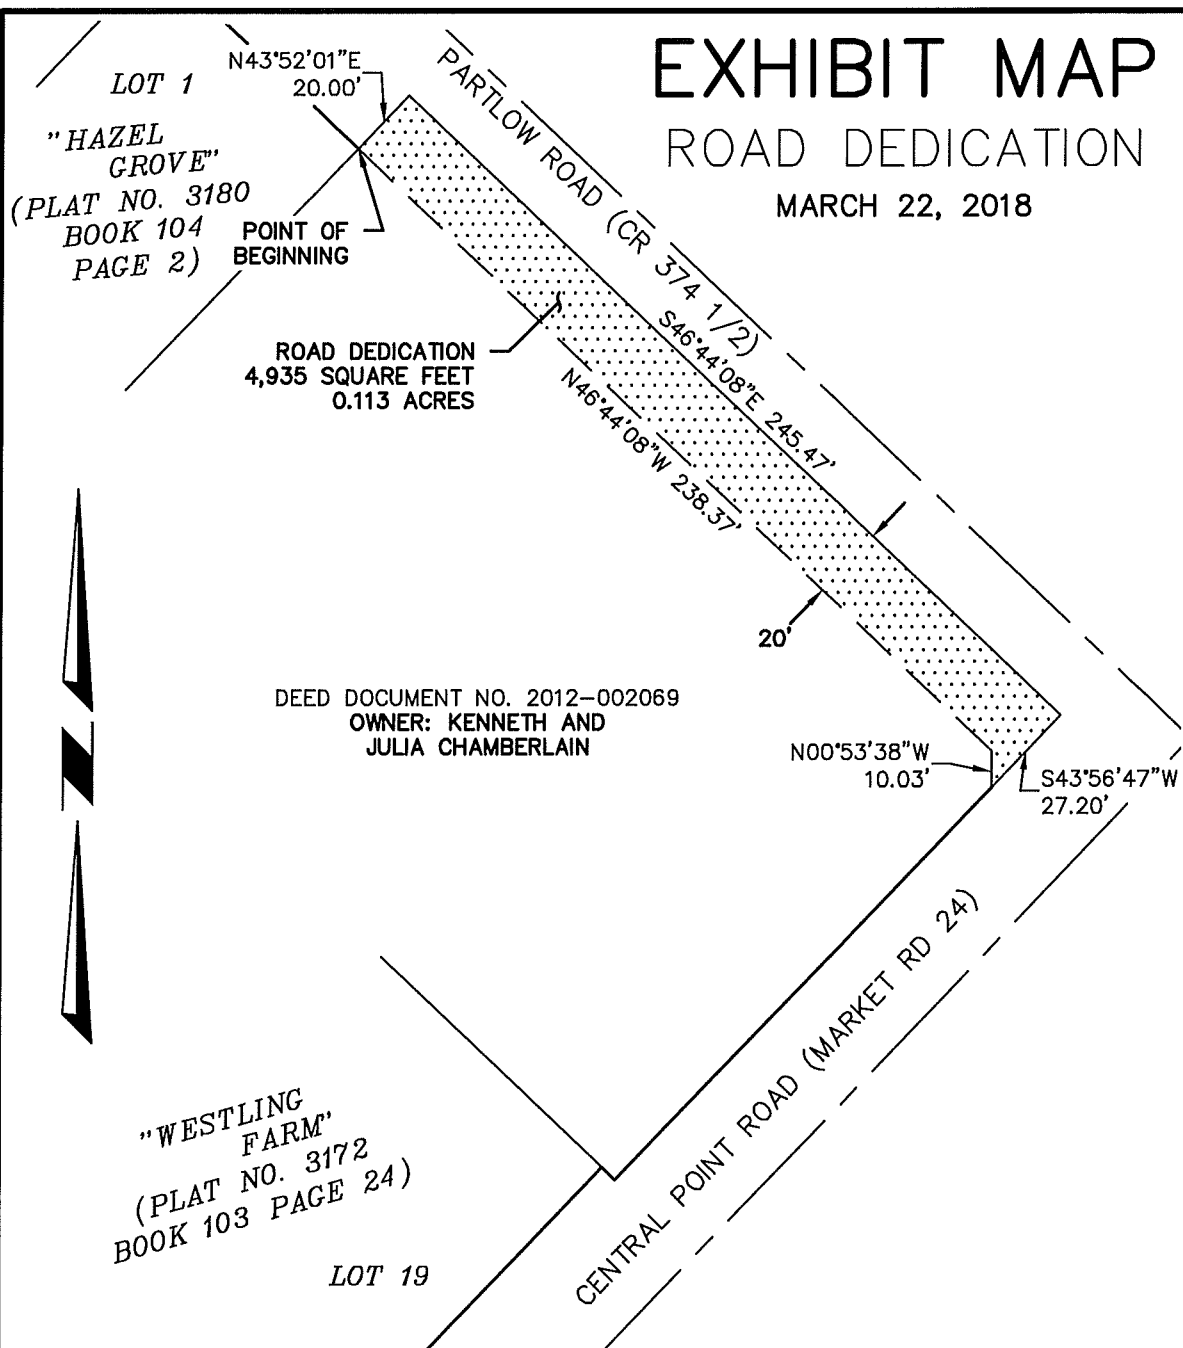 EXHIBIT MAP
ROAD DEDICATION
MARCH 22, 2018
N43°52'01"E
20.00'
LOT 1
"HAZEL
GROVE"
(PLAT NO. 3180
BOOK 104
PAGE 2)
POINT OF
BEGINNING
PARTLOW ROAD (CR 374 1/2)
S46°44'08"E 245.47'
ROAD DEDICATION
4,935 SQUARE FEET
0.113 ACRES
N46°44'08"W 238.37'
20'
DEED DOCUMENT NO. 2012-002069
OWNER: KENNETH AND
JULIA CHAMBERLAIN
N00°53'38"W
10.03'
S43°56'47"W
27.20'
N
CENTRAL POINT ROAD (MARKET RD 24)
"WESTLING
FARM"
(PLAT NO. 3172
BOOK 103 PAGE 24)
LOT 19